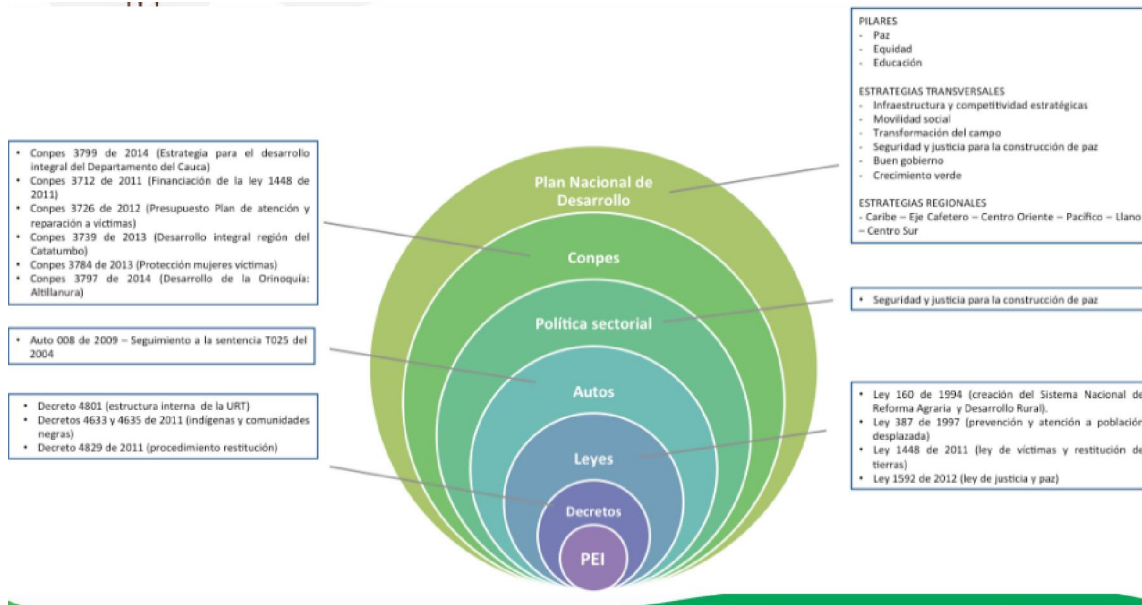 PILARES
- Paz
- Equidad
- Educación
ESTRATEGIAS TRANSVERSALES
- Infraestructura y competitividad estratégicas
- Movilidad social
- Transformación del campo
- Seguridad y justicia para la construcción de paz
- Buen gobierno
- Crecimiento verde
ESTRATEGIAS REGIONALES
- Caribe – Eje Cafetero – Centro Oriente – Pacífico – Llano
– Centro Sur
• Conpes 3799 de 2014 (Estrategia para el desarrollo
integral del Departamento del Cauca)
• Conpes 3712 de 2011 (Financiación de la ley 1448 de
2011)
• Conpes 3726 de 2012 (Presupuesto Plan de atención y
reparación a víctimas)
• Conpes 3739 de 2013 (Desarrollo integral región del
Catatumbo)
• Conpes 3784 de 2013 (Protección mujeres víctimas)
• Conpes 3797 de 2014 (Desarrollo de la Orinoquía:
Altillanura)
• Auto 008 de 2009 – Seguimiento a la sentencia T025 del
2004
• Decreto 4801 (estructura interna de la URT)
• Decretos 4633 y 4635 de 2011 (indígenas y comunidades
negras)
• Decreto 4829 de 2011 (procedimiento restitución)
Plan Nacional de
Desarrollo
Conpes
Política sectorial
Autos
Leyes
Decretos
PEI
• Seguridad y justicia para la construcción de paz
• Ley 160 de 1994 (creación del Sistema Nacional de
Reforma Agraria y Desarrollo Rural).
• Ley 387 de 1997 (prevención y atención a población
desplazada)
• Ley 1448 de 2011 (ley de víctimas y restitución de
tierras)
• Ley 1592 de 2012 (ley de justicia y paz)